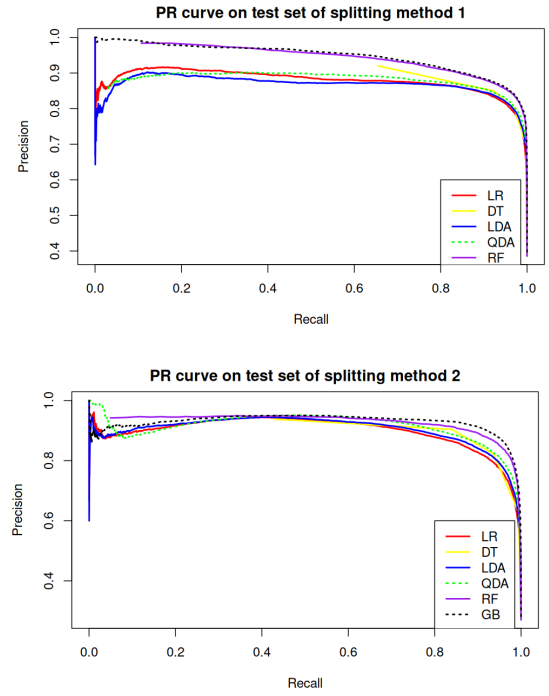 PR curve on test set of splitting method 1
1.0
0.9
0.8
0.7
0.6
0.5
0.4
Precision
LR
DT
LDA
QDA
RF
0.0 0.2 0.4 0.6 0.8 1.0
Recall
PR curve on test set of splitting method 2
1.0
0.8
0.6
0.4
Precision
LR
DT
LDA
QDA
RF
GB
0.0 0.2 0.4 0.6 0.8 1.0
Recall